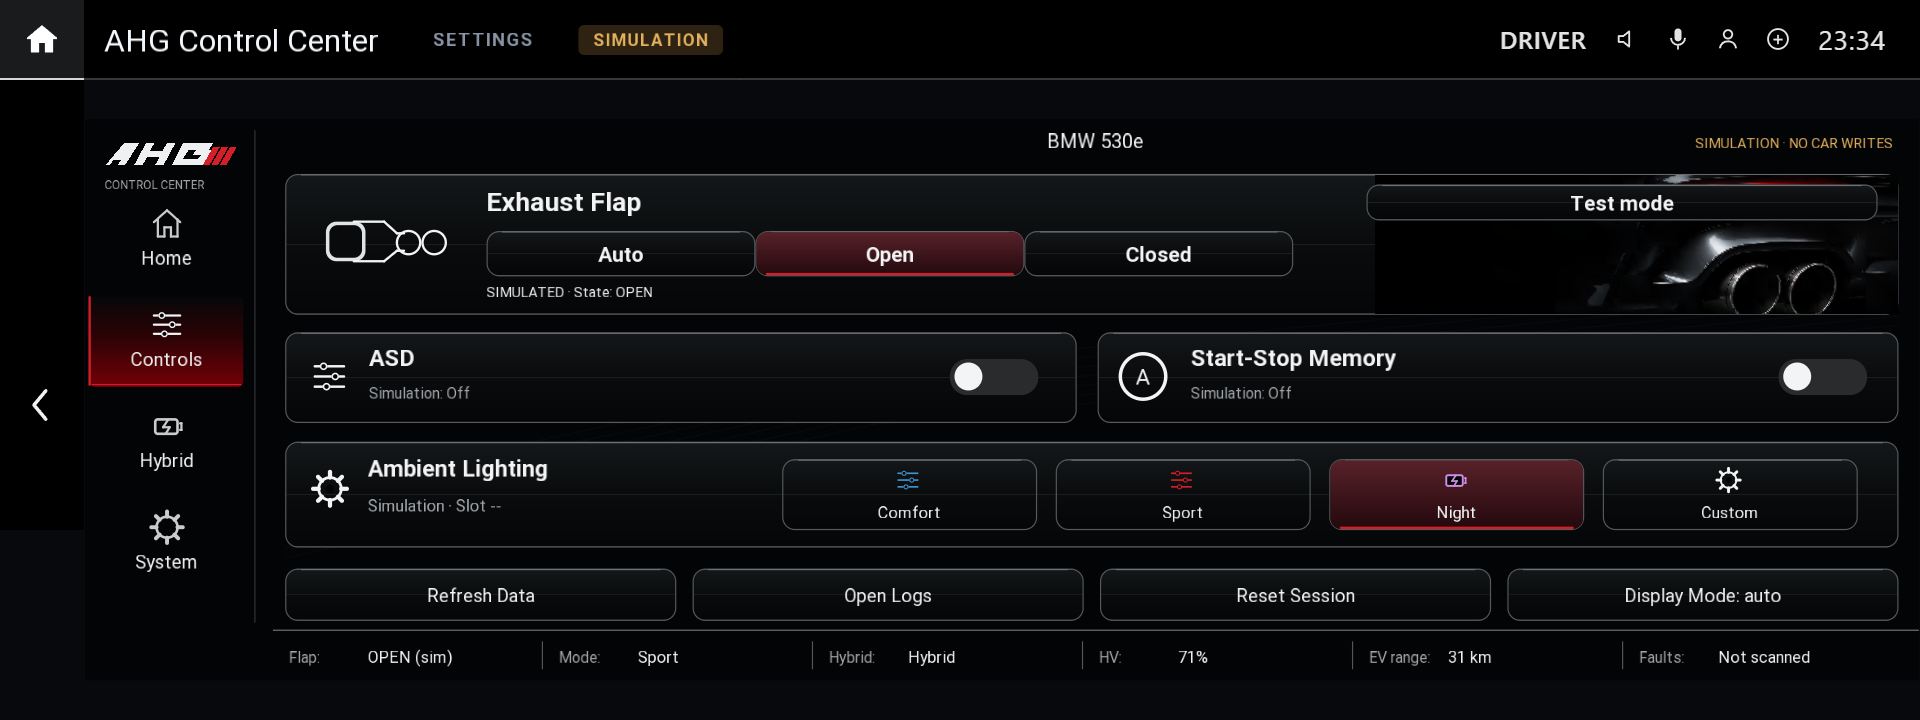 AHG Control Center
SETTINGS
SIMULATION
DRIVER
23:34
AHG
CONTROL CENTER
Home
Controls
Hybrid
System
BMW 530e
SIMULATION · NO CAR WRITES
Exhaust Flap
Test mode
Auto
Open
Closed
SIMULATED · State: OPEN
ASD
Simulation: Off
A
Start-Stop Memory
Simulation: Off
Ambient Lighting
Simulation · Slot --
Comfort
Sport
Night
Custom
Refresh Data
Open Logs
Reset Session
Display Mode: auto
Flap: OPEN (sim)
Mode: Sport
Hybrid: Hybrid
HV: 71%
EV range: 31 km
Faults: Not scanned